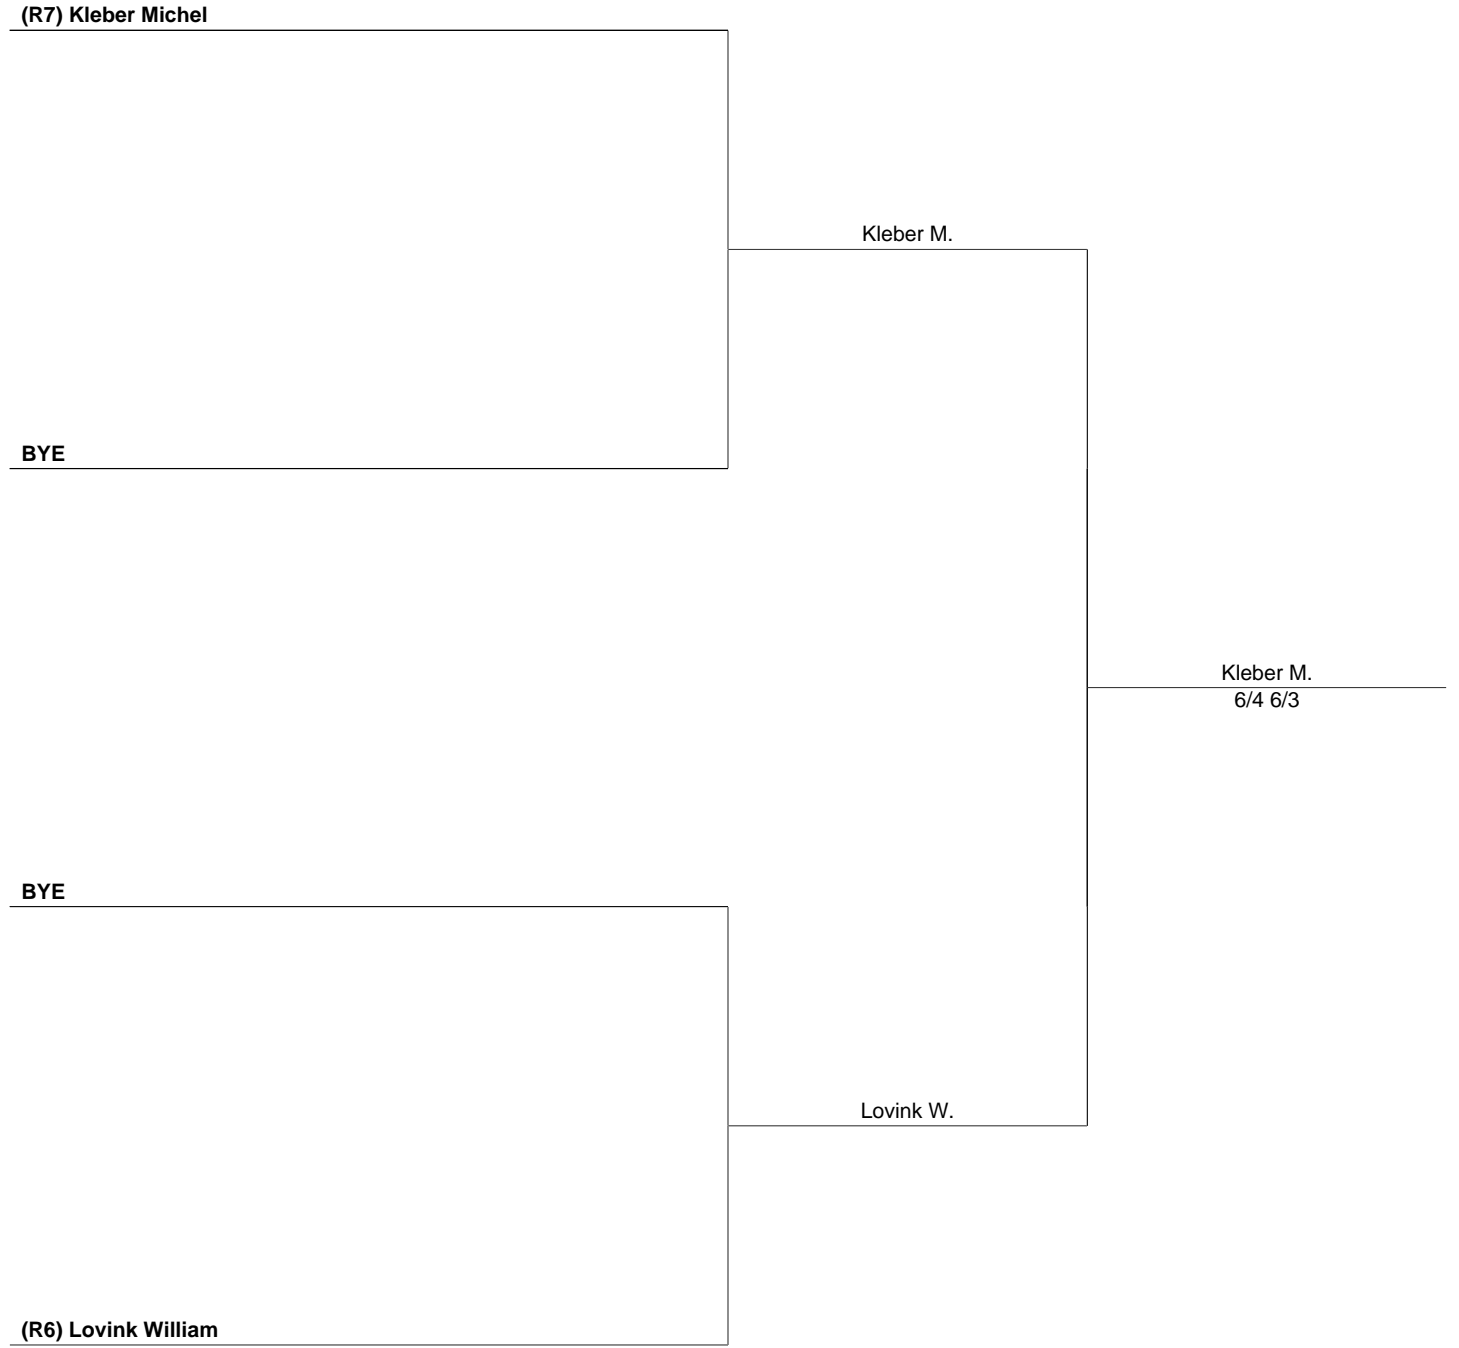 (R7) Kleber Michel
Kleber M.
BYE
Kleber M.
6/4 6/3
BYE
Lovink W.
(R6) Lovink William